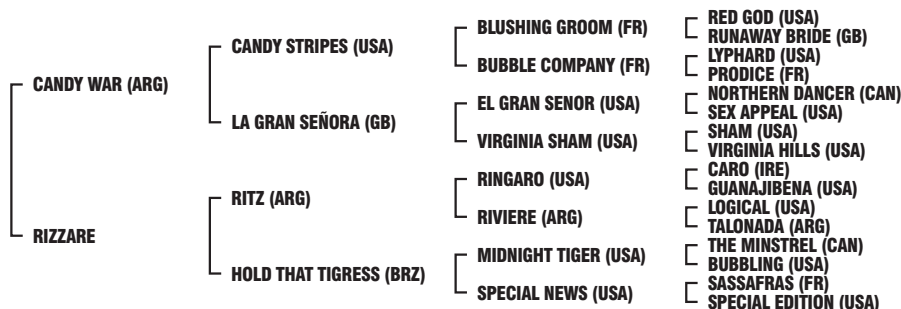 CANDY WAR (ARG)
RIZZARE
CANDY STRIPES (USA)
LA GRAN SEÑORA (GB)
RITZ (ARG)
HOLD THAT TIGRESS (BRZ)
BLUSHING GROOM (FR)
BUBBLE COMPANY (FR)
EL GRAN SENOR (USA)
VIRGINIA SHAM (USA)
RINGARO (USA)
RIVIERE (ARG)
MIDNIGHT TIGER (USA)
SPECIAL NEWS (USA)
RED GOD (USA)
RUNAWAY BRIDE (GB)
LYPHARD (USA)
PRODICE (FR)
NORTHERN DANCER (CAN)
SEX APPEAL (USA)
SHAM (USA)
VIRGINIA HILLS (USA)
CARO (IRE)
GUANAJIBENA (USA)
LOGICAL (USA)
TALONADA (ARG)
THE MINSTREL (CAN)
BUBBLING (USA)
SASSAFRAS (FR)
SPECIAL EDITION (USA)